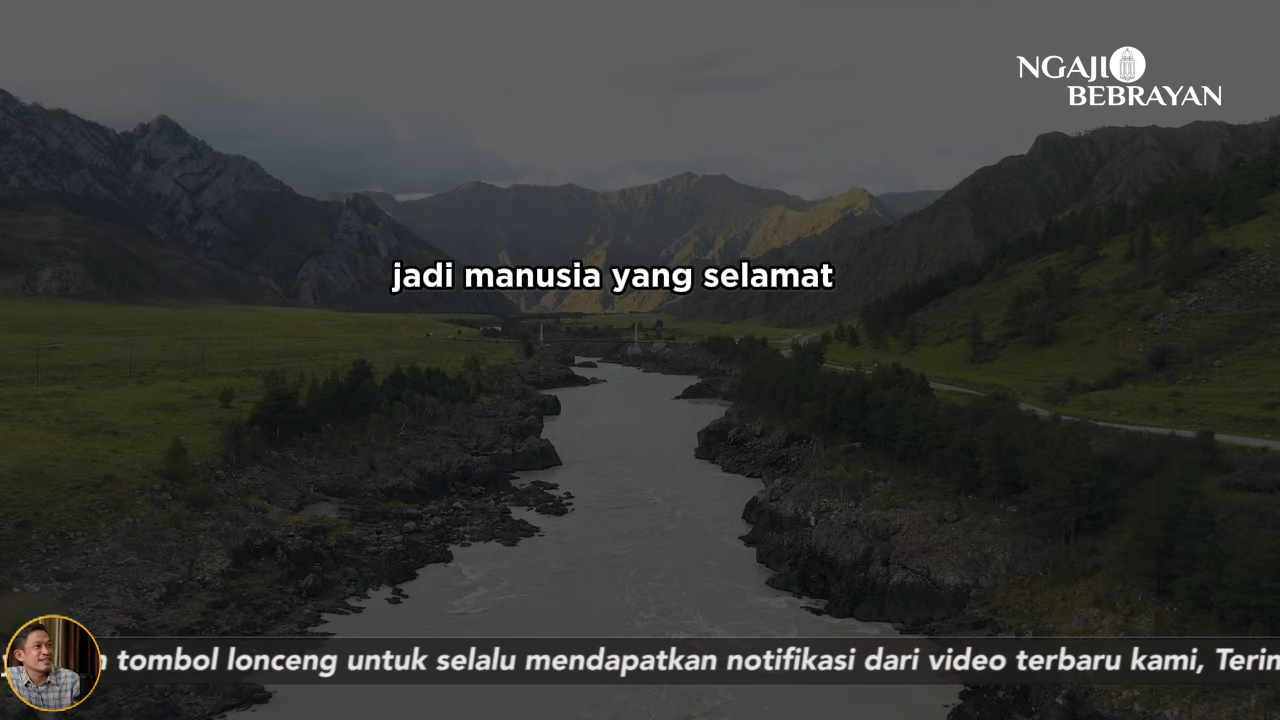 NGAJI
BEBRAYAN
jadi manusia yang selamat
tombol lonceng untuk selalu mendapatkan notifikasi dari video terbaru kami,